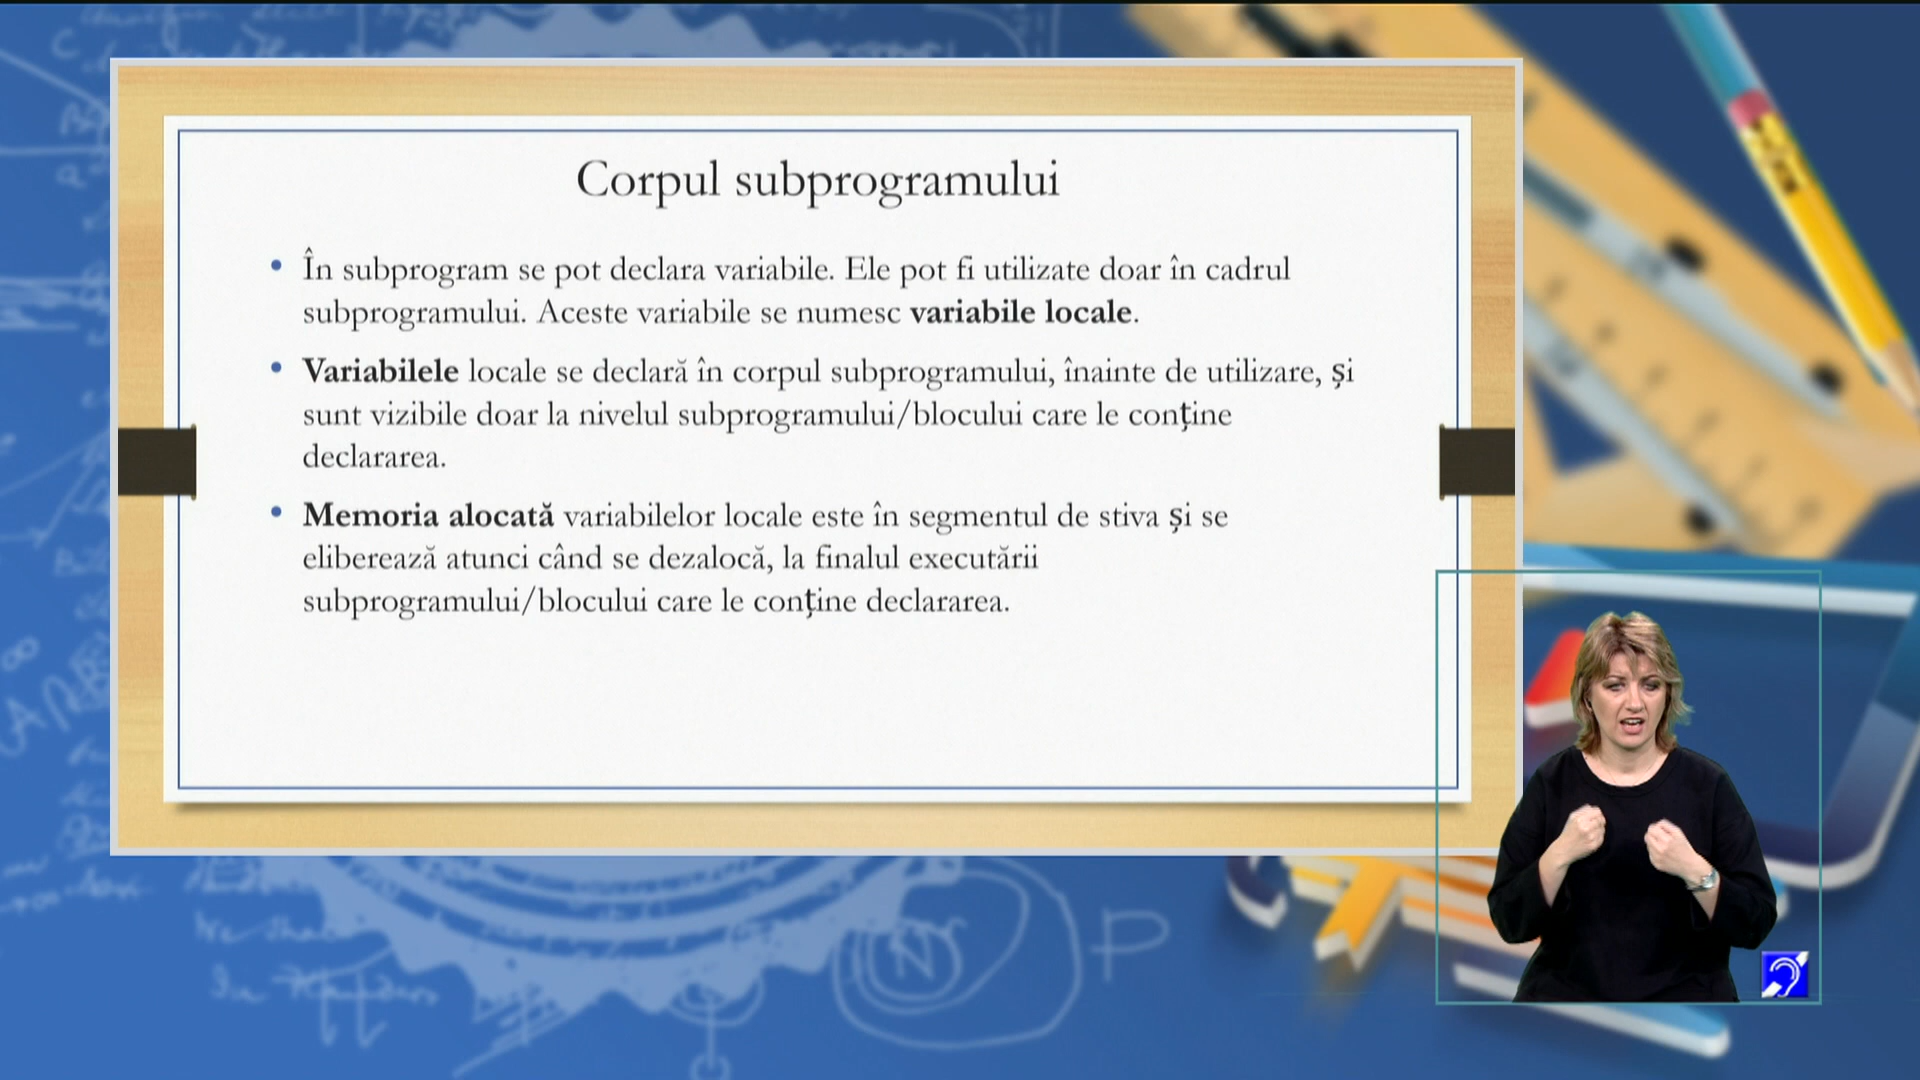 Corpul subprogramului
• În subprogram se pot declara variabile. Ele pot fi utilizate doar în cadrul
subprogramului. Aceste variabile se numesc variabile locale.
• Variabilele locale se declară în corpul subprogramului, înainte de utilizare, și
sunt vizibile doar la nivelul subprogramului/blocului care le conține
declararea.
• Memoria alocată variabilelor locale este în segmentul de stiva și se
eliberează atunci când se dezalocă, la finalul executării
subprogramului/blocului care le conține declararea.
N
P